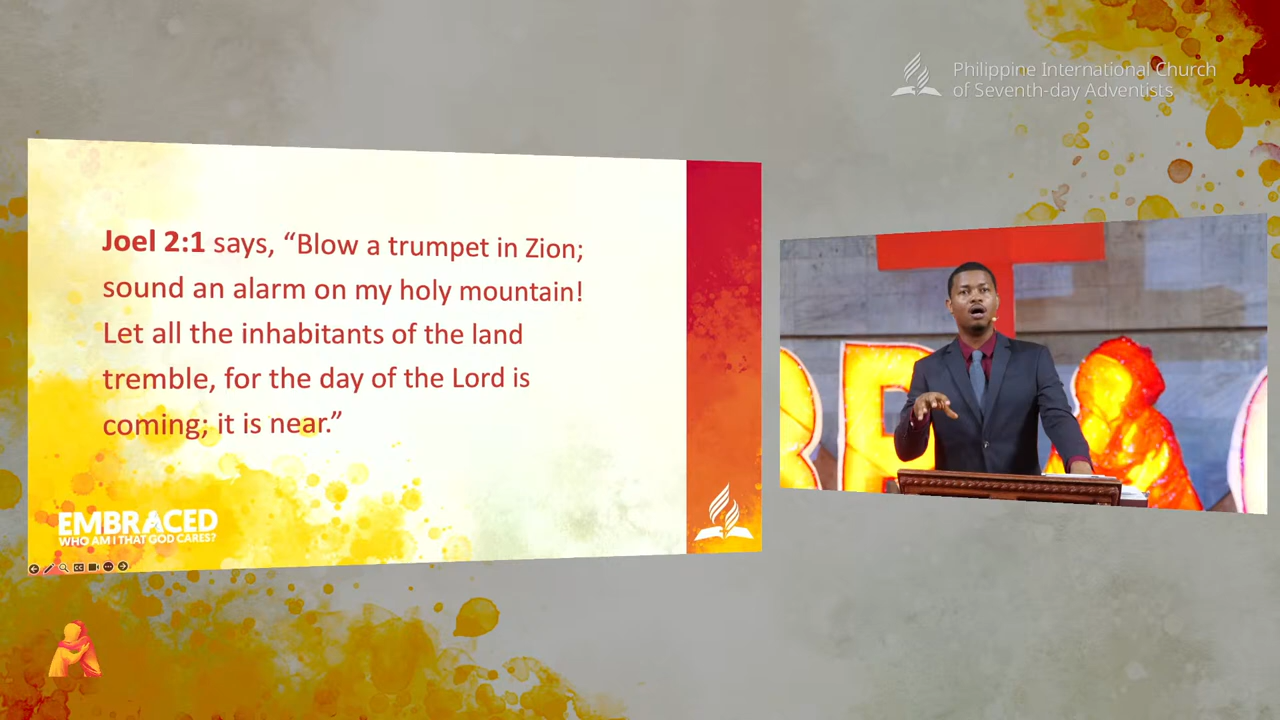 Philippine International Church
of Seventh-day Adventists
Joel 2:1 says, “Blow a trumpet in Zion;
sound an alarm on my holy mountain!
Let all the inhabitants of the land
tremble, for the day of the Lord is
coming; it is near.”
EMBRACED
WHO AM I THAT GOD CARES?